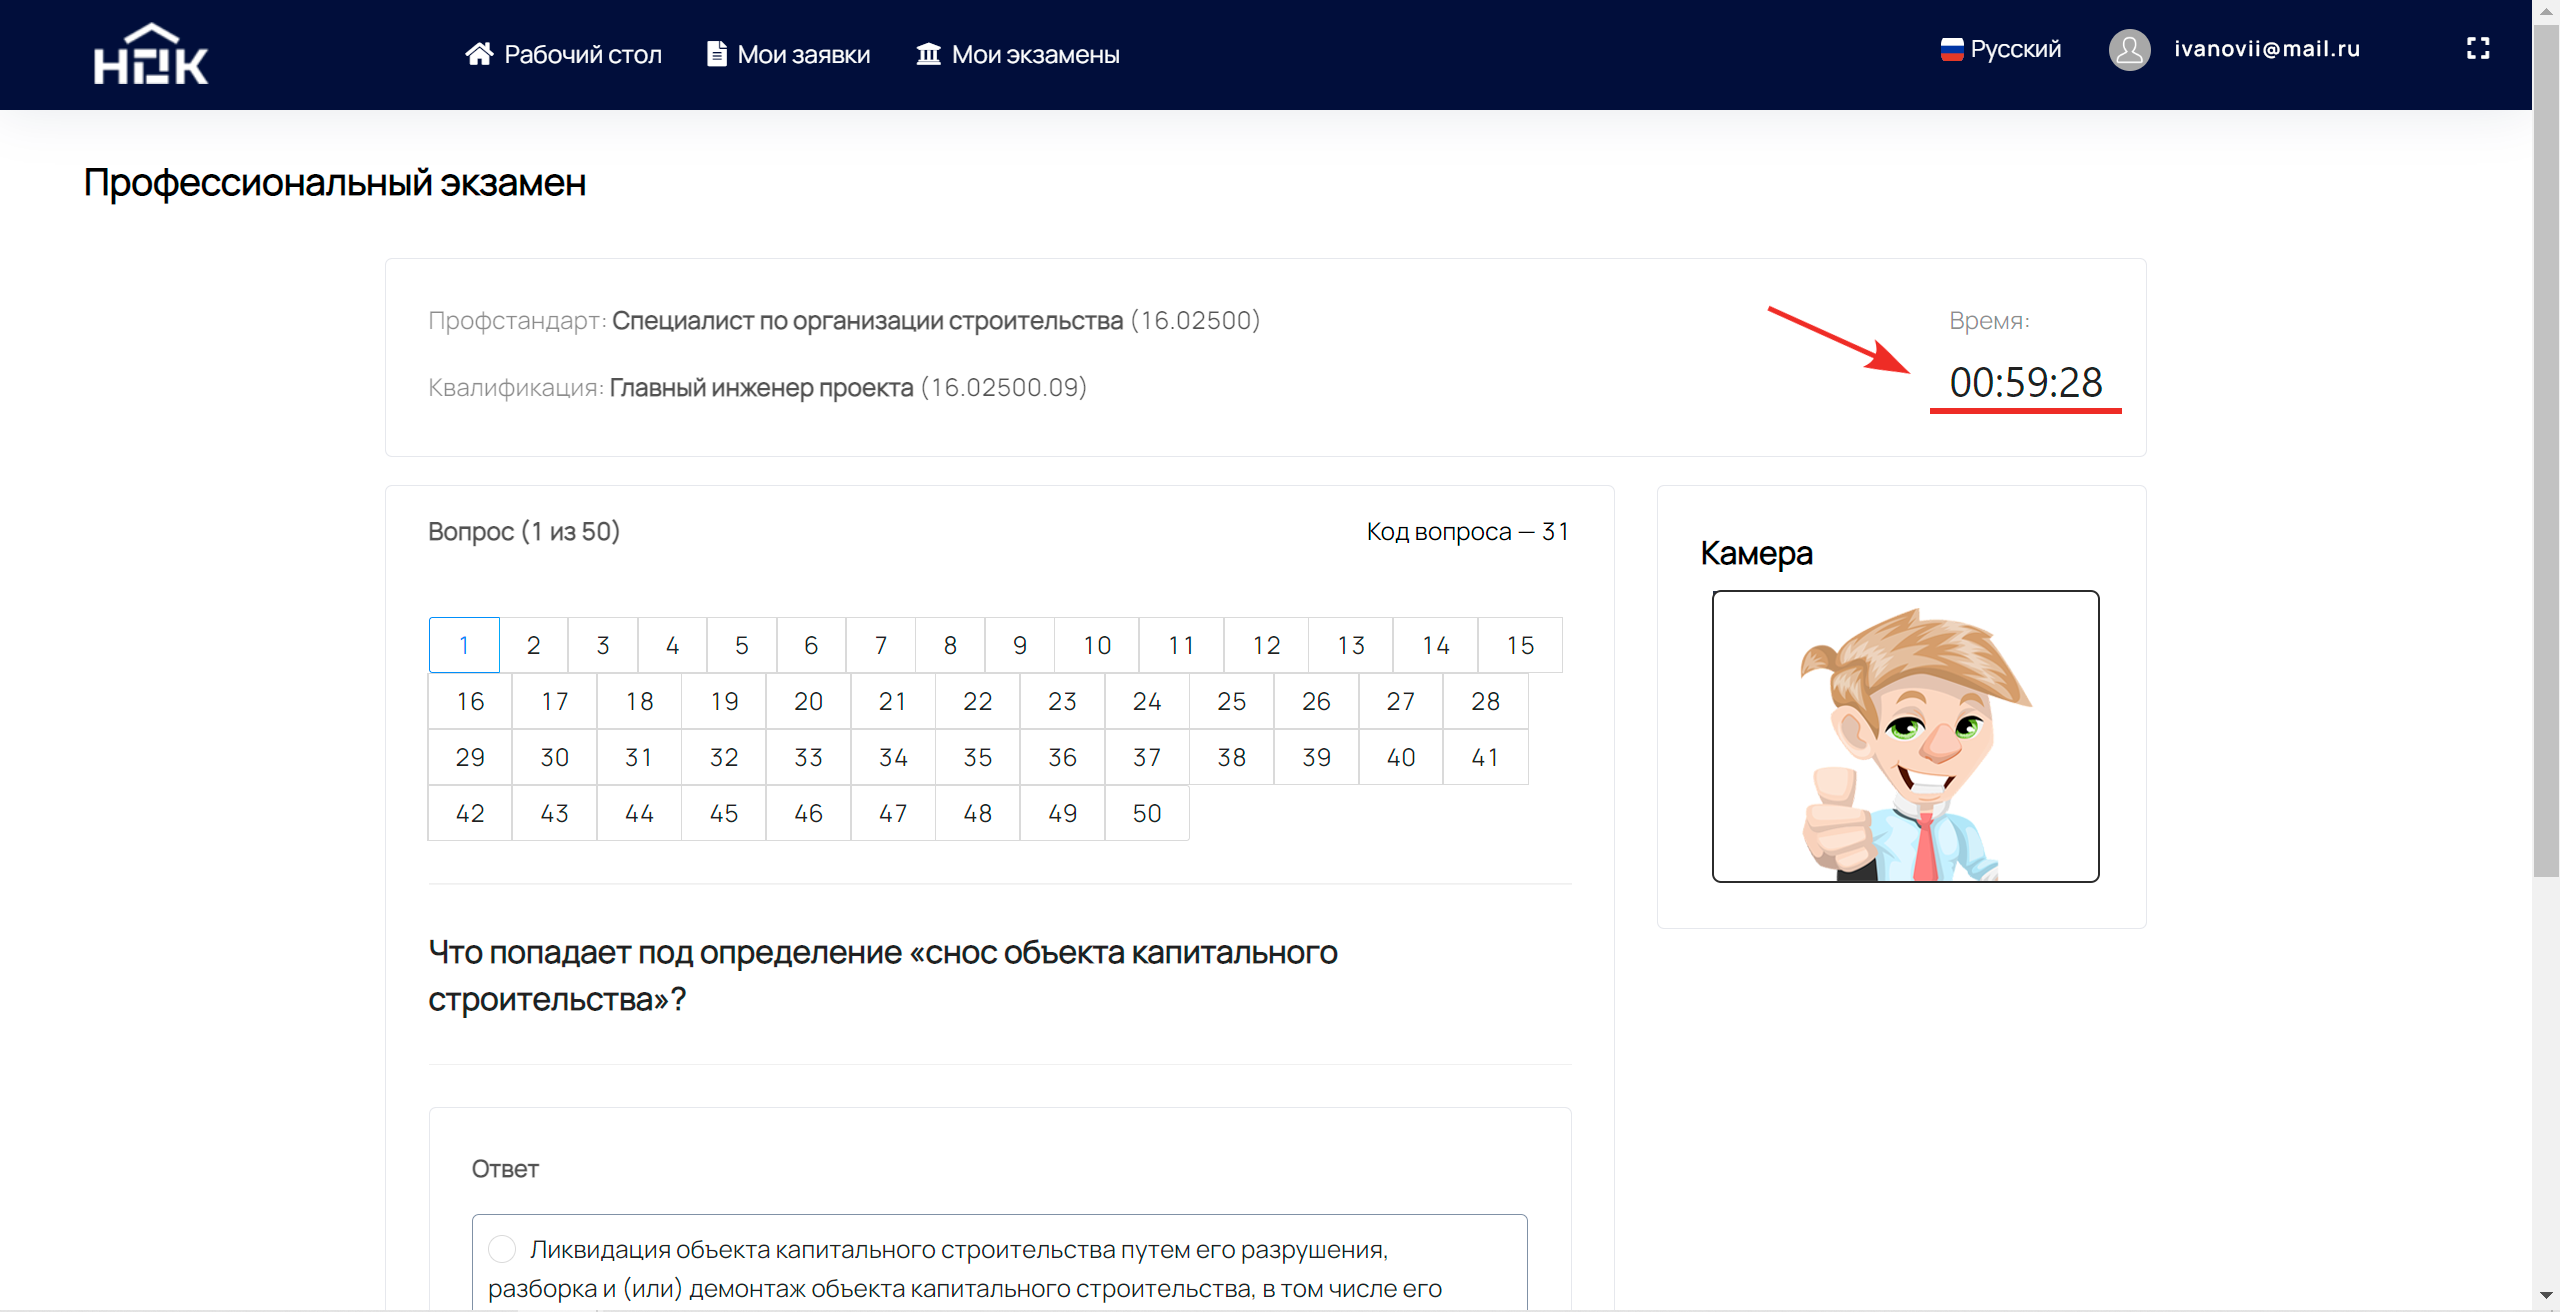 НОК
Рабочий стол
Мои заявки
Мои экзамены
Русский
ivanovii@mail.ru
Профессиональный экзамен
Профстандарт: Специалист по организации строительства (16.02500)
Время:
Квалификация: Главный инженер проекта (16.02500.09)
00:59:28
Вопрос (1 из 50)
Код вопроса — 31
Камера
1 2 3 4 5 6 7 8 9 10 11 12 13 14 15
16 17 18 19 20 21 22 23 24 25 26 27 28
29 30 31 32 33 34 35 36 37 38 39 40 41
42 43 44 45 46 47 48 49 50
Что попадает под определение «снос объекта капитального
строительства»?
Ответ
Ликвидация объекта капитального строительства путем его разрушения,
разборка и (или) демонтаж объекта капитального строительства, в том числе его